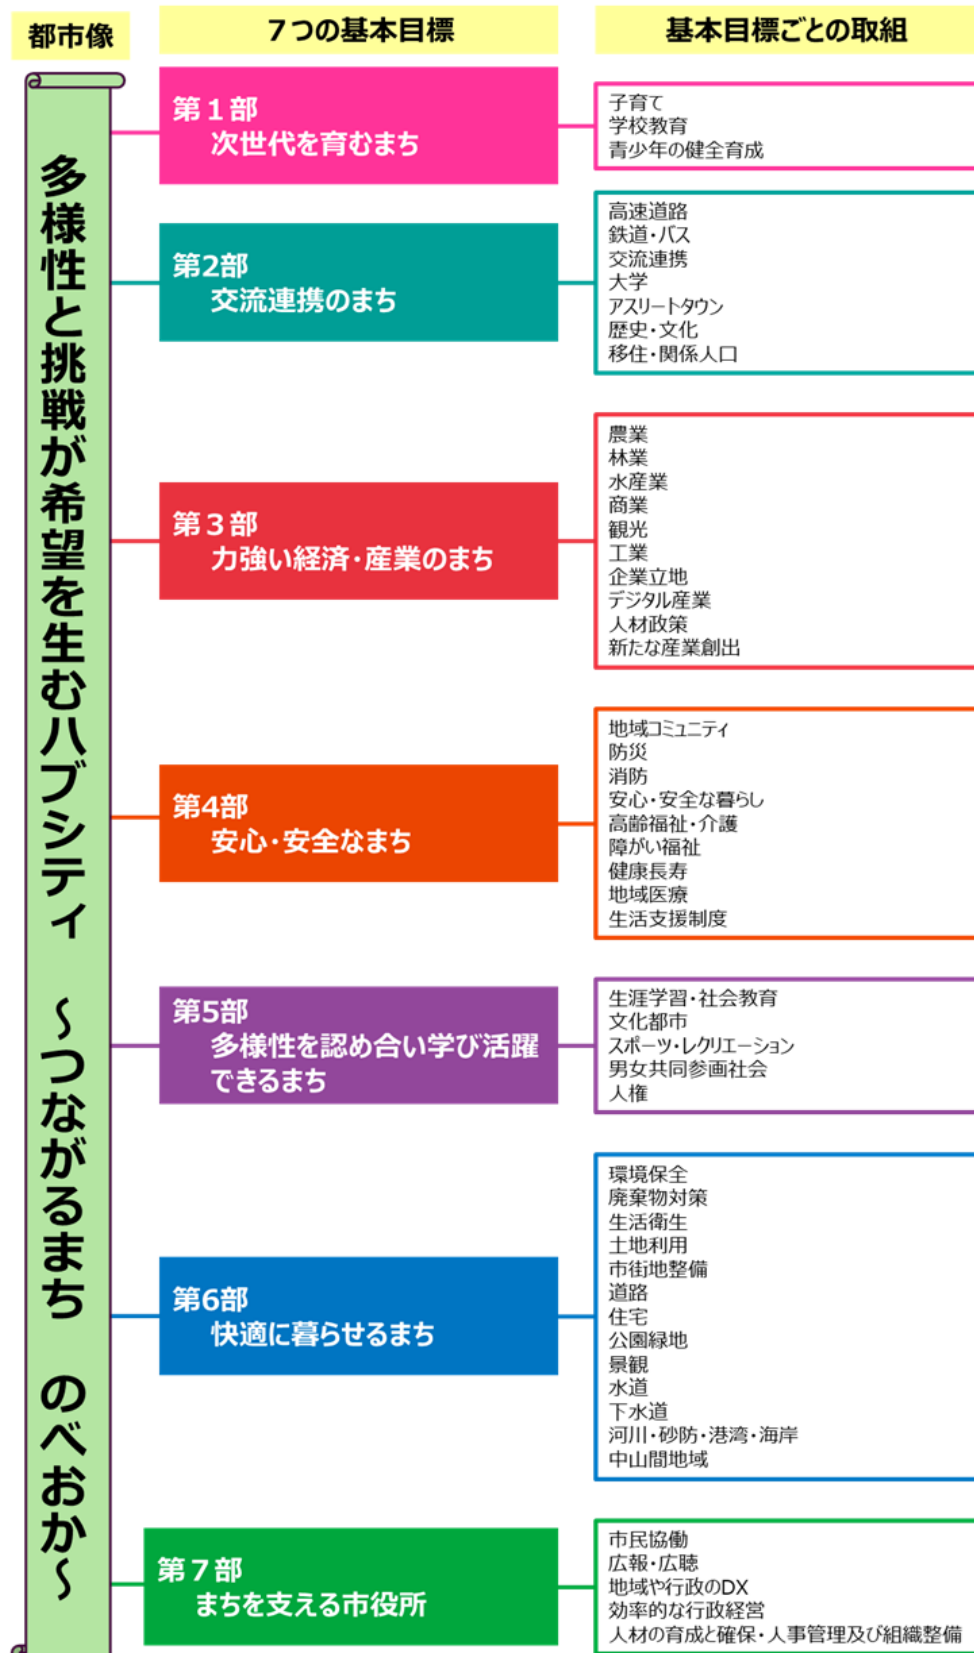 都市像
7つの基本目標
基本目標ごとの取組
多様性と挑戦が希望を生むハブシティ ～つながるまち のべおか～
第1部
次世代を育むまち
子育て
学校教育
青少年の健全育成
第2部
交流連携のまち
高速道路
鉄道・バス
交流連携
大学
アスリートタウン
歴史・文化
移住・関係人口
第3部
力強い経済・産業のまち
農業
林業
水産業
商業
観光
工業
企業立地
デジタル産業
人材政策
新たな産業創出
第4部
安心・安全なまち
地域コミュニティ
防災
消防
安心・安全な暮らし
高齢福祉・介護
障がい福祉
健康長寿
地域医療
生活支援制度
第5部
多様性を認め合い学び活躍
できるまち
生涯学習・社会教育
文化都市
スポーツ・レクリエーション
男女共同参画社会
人権
第6部
快適に暮らせるまち
環境保全
廃棄物対策
生活衛生
土地利用
市街地整備
道路
住宅
公園緑地
景観
水道
下水道
河川・砂防・港湾・海岸
中山間地域
第7部
まちを支える市役所
市民協働
広報・広聴
地域や行政のDX
効率的な行政経営
人材の育成と確保・人事管理及び組織整備